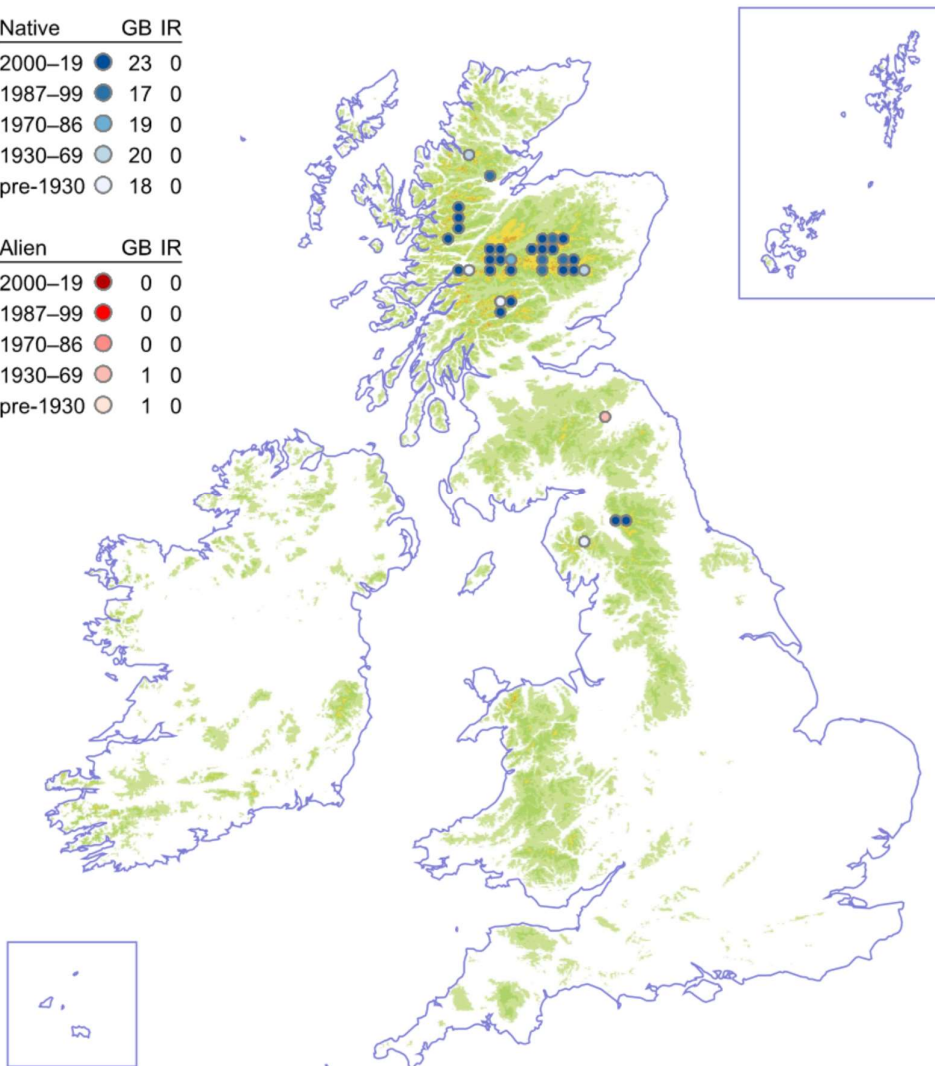 Native GB IR
2000–19 23 0
1987–99 17 0
1970–86 19 0
1930–69 20 0
pre-1930 18 0
Alien GB IR
2000–19 0 0
1987–99 0 0
1970–86 0 0
1930–69 1 0
pre-1930 1 0